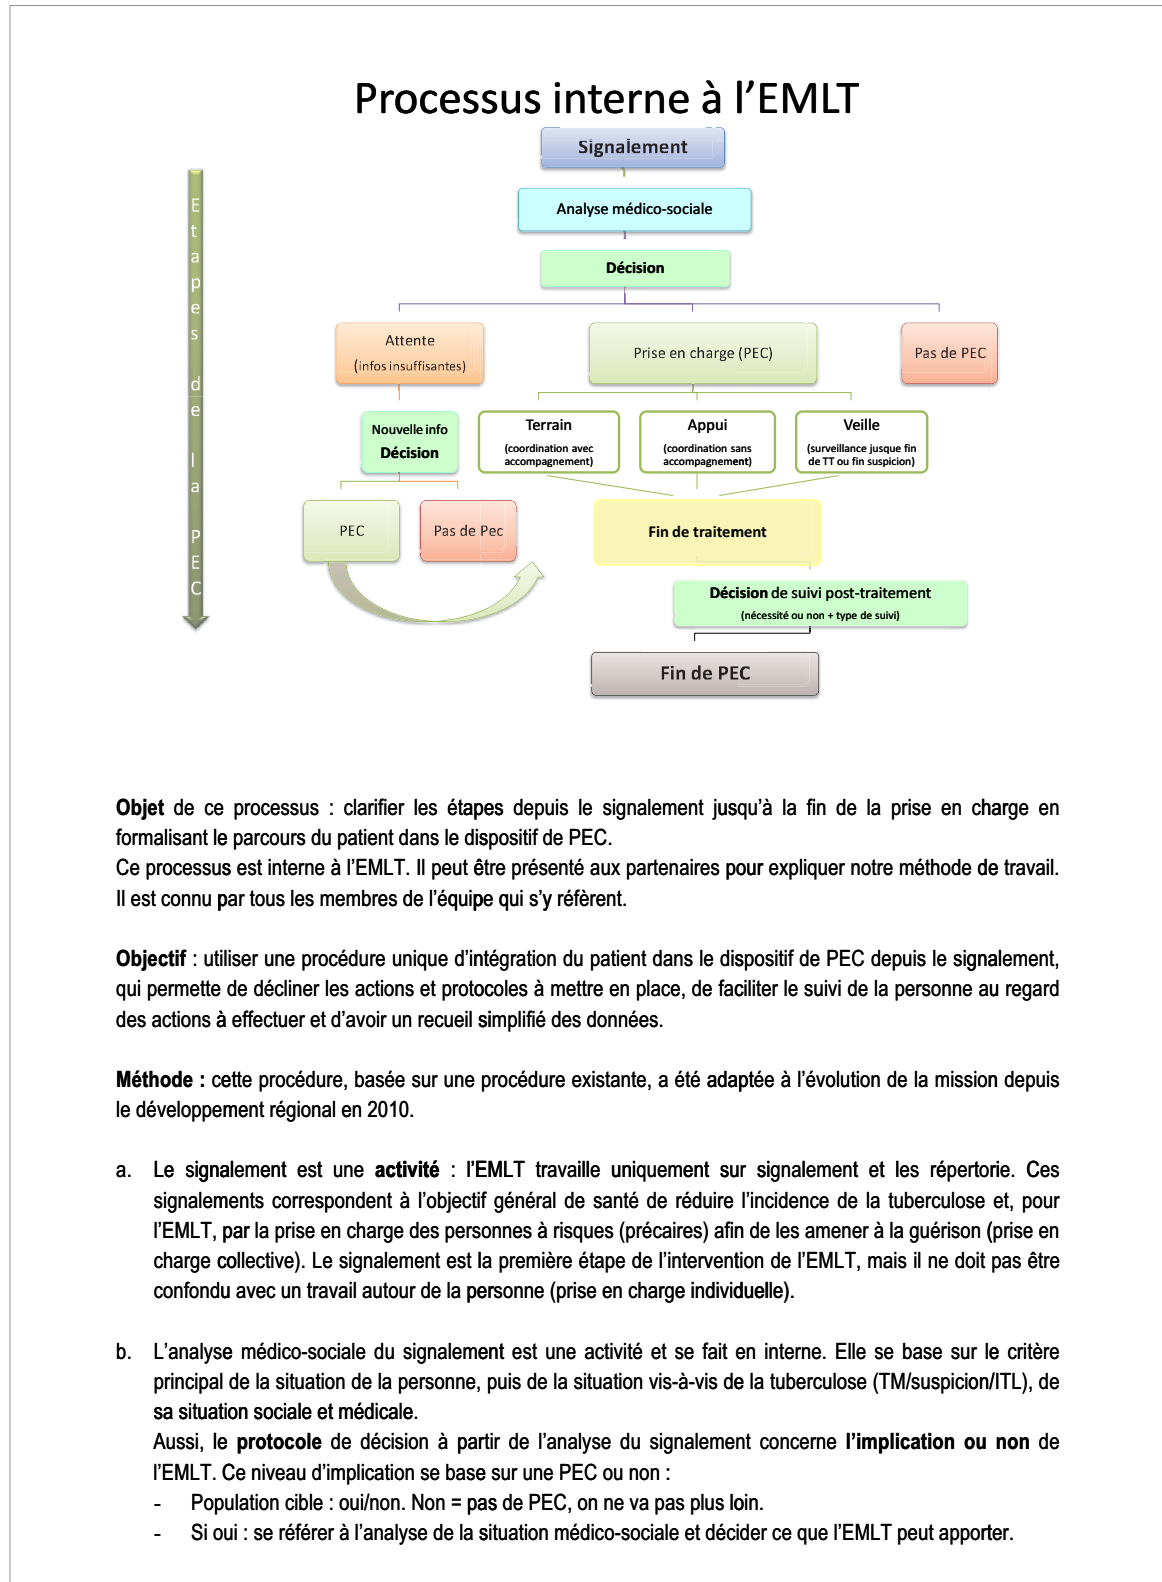 Processus interne à l’EMLT
Signalement
Analyse médico-sociale
Décision
Etapes de la PEC
Attente
(infos insuffisantes)
Prise en charge (PEC)
Pas de PEC
Nouvelle info
Décision
Terrain
(coordination avec
accompagnement)
Appui
(coordination sans
accompagnement)
Veille
(surveillance jusque fin
de TT ou fin suspicion)
PEC
Pas de Pec
Fin de traitement
Décision de suivi post-traitement
(nécessité ou non + type de suivi)
Fin de PEC
Objet de ce processus : clarifier les étapes depuis le signalement jusqu’à la fin de la prise en charge en
formalisant le parcours du patient dans le dispositif de PEC.
Ce processus est interne à l’EMLT. Il peut être présenté aux partenaires pour expliquer notre méthode de travail.
Il est connu par tous les membres de l’équipe qui s’y réfèrent.
Objectif : utiliser une procédure unique d’intégration du patient dans le dispositif de PEC depuis le signalement,
qui permette de décliner les actions et protocoles à mettre en place, de faciliter le suivi de la personne au regard
des actions à effectuer et d’avoir un recueil simplifié des données.
Méthode : cette procédure, basée sur une procédure existante, a été adaptée à l’évolution de la mission depuis
le développement régional en 2010.
a. Le signalement est une activité : l’EMLT travaille uniquement sur signalement et les répertorie. Ces
signalements correspondent à l’objectif général de santé de réduire l’incidence de la tuberculose et, pour
l’EMLT, par la prise en charge des personnes à risques (précaires) afin de les amener à la guérison (prise en
charge collective). Le signalement est la première étape de l’intervention de l’EMLT, mais il ne doit pas être
confondu avec un travail autour de la personne (prise en charge individuelle).
b. L’analyse médico-sociale du signalement est une activité et se fait en interne. Elle se base sur le critère
principal de la situation de la personne, puis de la situation vis-à-vis de la tuberculose (TM/suspicion/ITL), de
sa situation sociale et médicale.
Aussi, le protocole de décision à partir de l’analyse du signalement concerne l’implication ou non de
l’EMLT. Ce niveau d’implication se base sur une PEC ou non :
- Population cible : oui/non. Non = pas de PEC, on ne va pas plus loin.
- Si oui : se référer à l’analyse de la situation médico-sociale et décider ce que l’EMLT peut apporter.